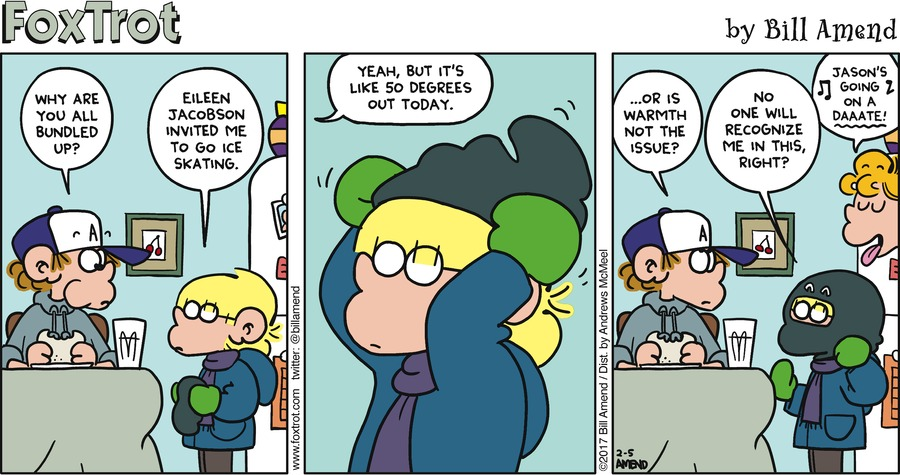 FoxTrot
by Bill Amend
WHY ARE
YOU ALL
BUNDLED
UP?
EILEEN
JACOBSON
INVITED ME
TO GO ICE
SKATING.
A
www.foxtrot.com twitter: @billamend
YEAH, BUT IT'S
LIKE 50 DEGREES
OUT TODAY.
©2017 Bill Amend / Dist. by Andrews McMeel
...OR IS
WARMTH
NOT THE
ISSUE?
NO
ONE WILL
RECOGNIZE
ME IN THIS,
RIGHT?
JASON'S
GOING
ON A
DAAATE!
A
2-5
AMEND